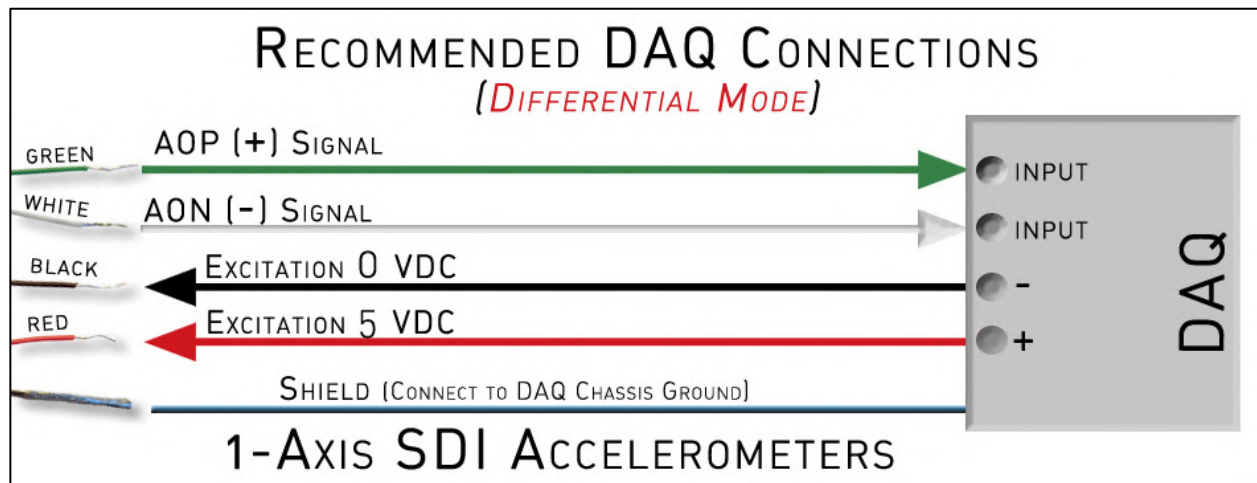 RECOMMENDED DAQ CONNECTIONS
(DIFFERENTIAL MODE)
GREEN
AOP (+) SIGNAL
INPUT
WHITE
AON (-) SIGNAL
INPUT
BLACK
EXCITATION 0 VDC
-
RED
EXCITATION 5 VDC
+
DAQ
SHIELD (CONNECT TO DAQ CHASSIS GROUND)
1-AXIS SDI ACCELEROMETERS